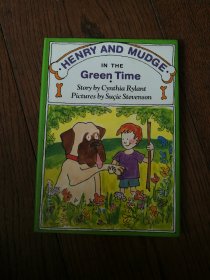 HENRY AND MUDGE
IN THE
Green Time
Story by Cynthia Rylant
Pictures by Suçie Stevenson